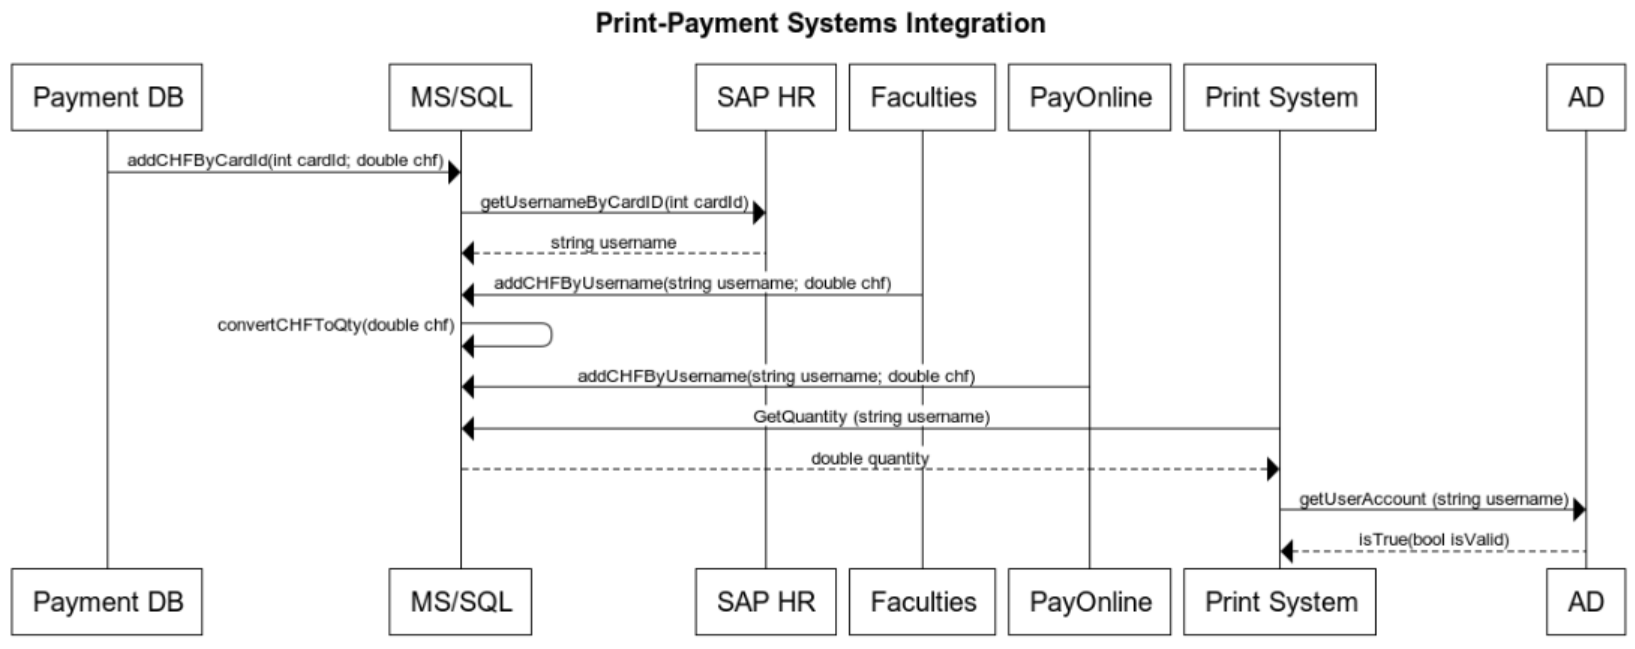 Print-Payment Systems Integration
Payment DB MS/SQL SAP HR Faculties PayOnline Print System AD
addCHFByCardId(int cardId; double chf)
getUsernameByCardID(int cardId)
string username
addCHFByUsername(string username; double chf)
convertCHFToQty(double chf)
addCHFByUsername(string username; double chf)
GetQuantity (string username)
double quantity
getUserAccount (string username)
isTrue(bool isValid)
Payment DB MS/SQL SAP HR Faculties PayOnline Print System AD